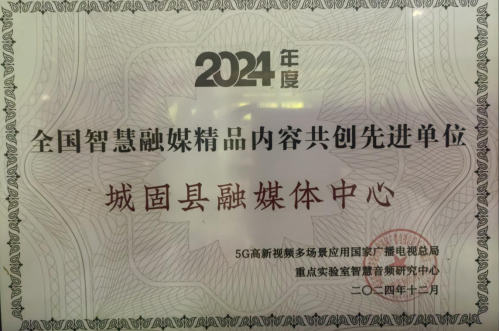 2024年度
全国智慧融媒精品内容共创先进单位
城固县融媒体中心
5G高新视频多场景应用国家广播电视总局
重点实验室智慧音频研究中心
二〇二四年十二月